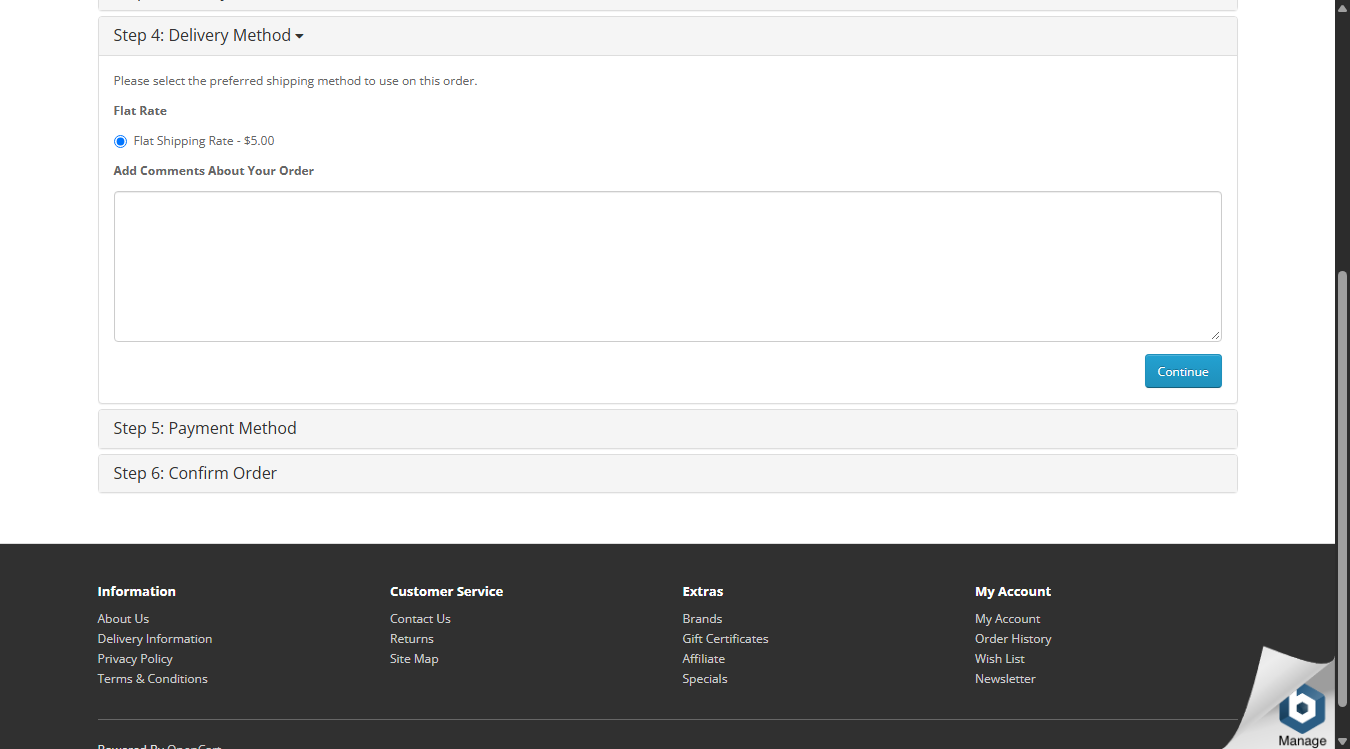 Step 4: Delivery Method
Please select the preferred shipping method to use on this order.
Flat Rate
Flat Shipping Rate - $5.00
Add Comments About Your Order
Continue
Step 5: Payment Method
Step 6: Confirm Order
Information
About Us
Delivery Information
Privacy Policy
Terms & Conditions
Customer Service
Contact Us
Returns
Site Map
Extras
Brands
Gift Certificates
Affiliate
Specials
My Account
My Account
Order History
Wish List
Newsletter
Manage
Powered By OpenCart